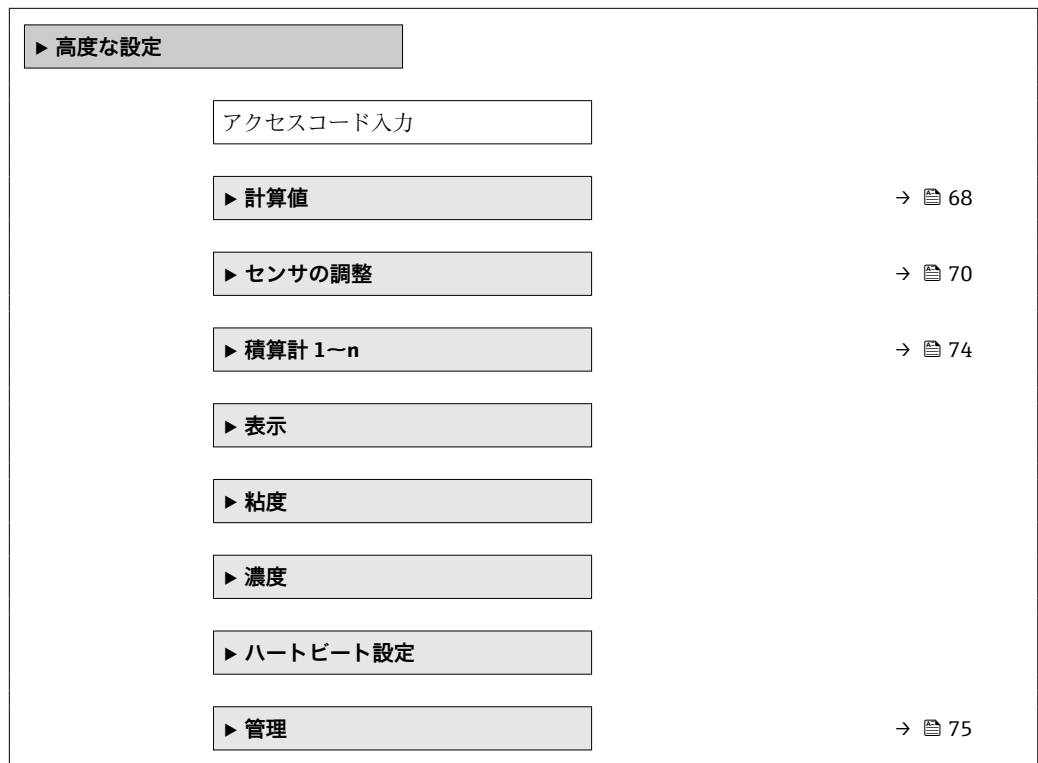 ▶ 高度な設定
アクセスコード入力
▶ 計算値 → 68
▶ センサの調整 → 70
▶ 積算計 1~n → 74
▶ 表示
▶ 粘度
▶ 濃度
▶ ハートビート設定
▶ 管理 → 75